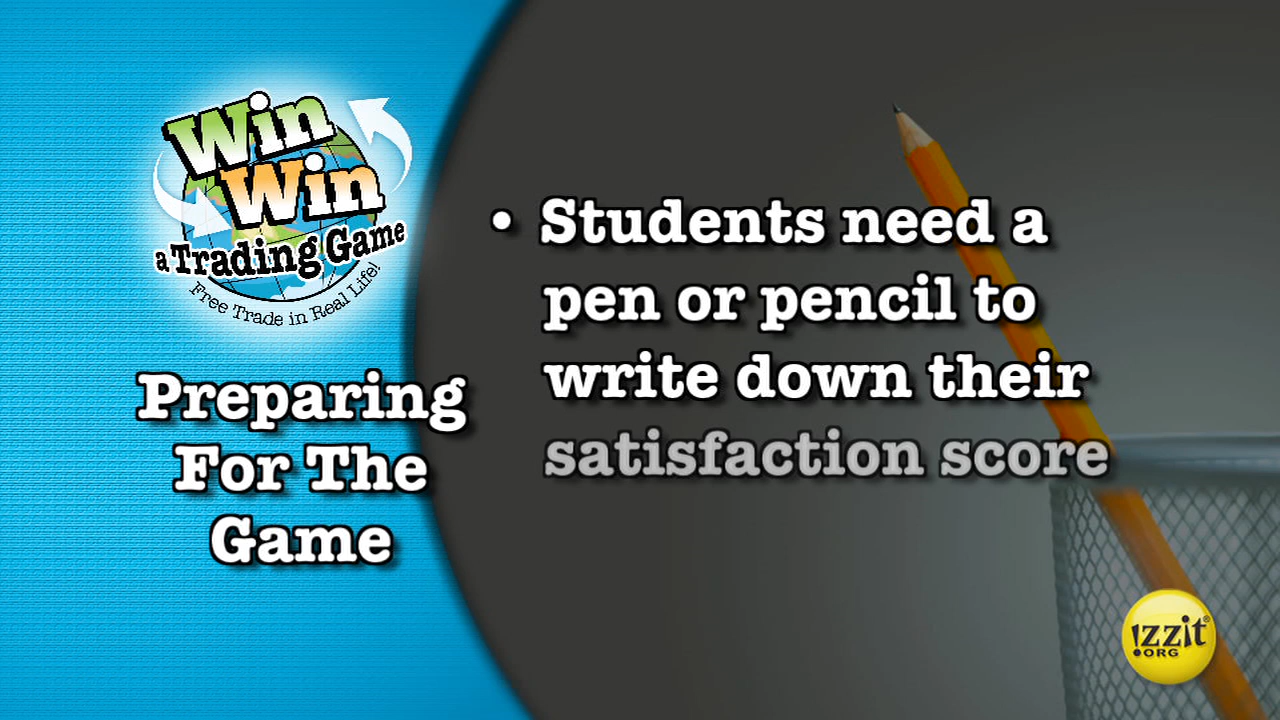 Win
Win
a Trading Game
Free Trade in Real Life!
Preparing
For The
Game
• Students need a
pen or pencil to
write down their
satisfaction score
izzit®
.ORG